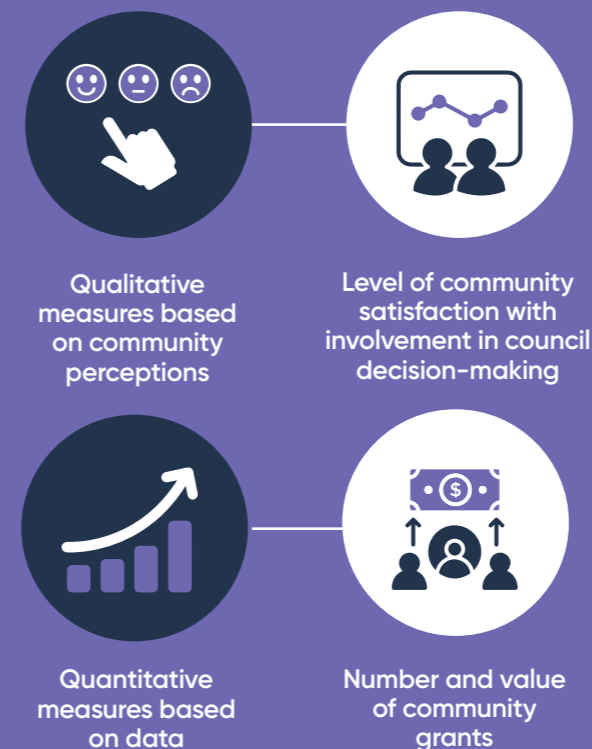 Qualitative
measures based
on community
perceptions
Level of community
satisfaction with
involvement in council
decision-making
$
Quantitative
measures based
on data
Number and value
of community
grants